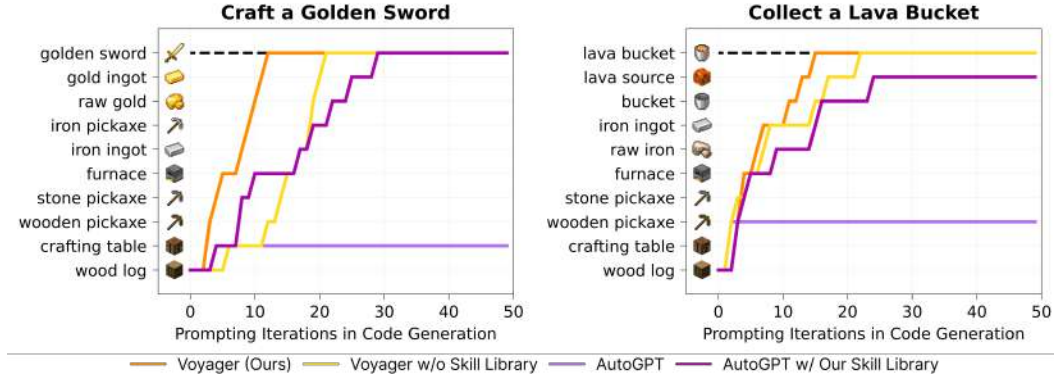 Craft a Golden Sword
golden sword
gold ingot
raw gold
iron pickaxe
iron ingot
furnace
stone pickaxe
wooden pickaxe
crafting table
wood log
0 10 20 30 40 50
Prompting Iterations in Code Generation
Collect a Lava Bucket
lava bucket
lava source
bucket
iron ingot
raw iron
furnace
stone pickaxe
wooden pickaxe
crafting table
wood log
0 10 20 30 40 50
Prompting Iterations in Code Generation
Voyager (Ours) Voyager w/o Skill Library AutoGPT AutoGPT w/ Our Skill Library